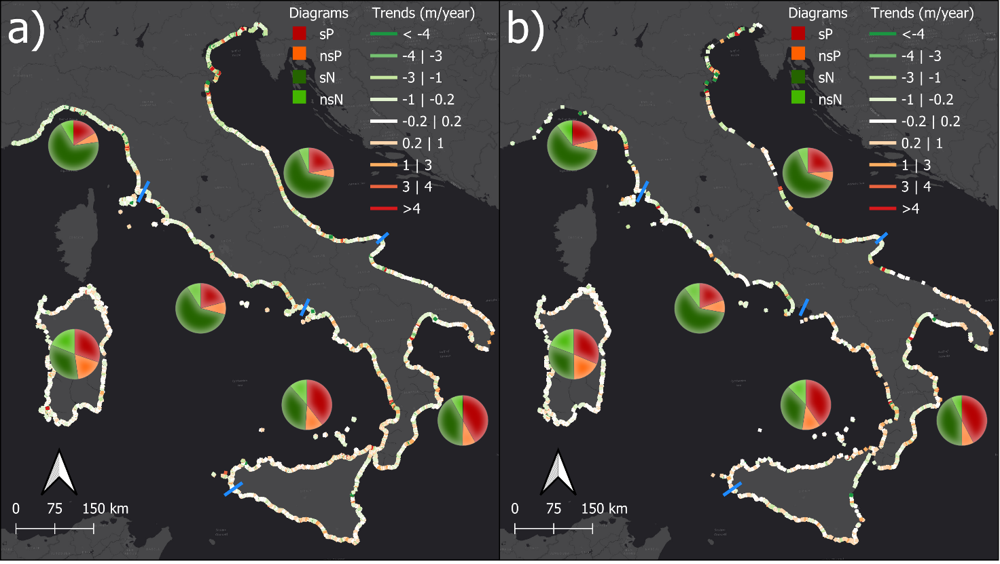 a)
Diagrams
sP
nsP
sN
nsN
Trends (m/year)
< -4
-4 | -3
-3 | -1
-1 | -0.2
-0.2 | 0.2
0.2 | 1
1 | 3
3 | 4
>4
0 75 150 km
b)
Diagrams
sP
nsP
sN
nsN
Trends (m/year)
< -4
-4 | -3
-3 | -1
-1 | -0.2
-0.2 | 0.2
0.2 | 1
1 | 3
3 | 4
>4
0 75 150 km